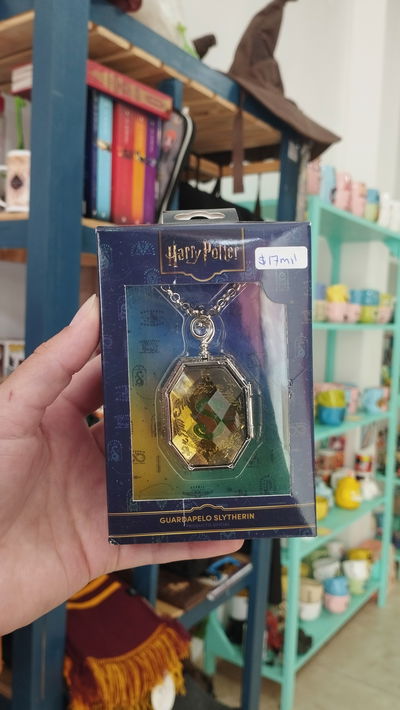 Harry Potter
$17mil
GUARDAPELO SLYTHERIN